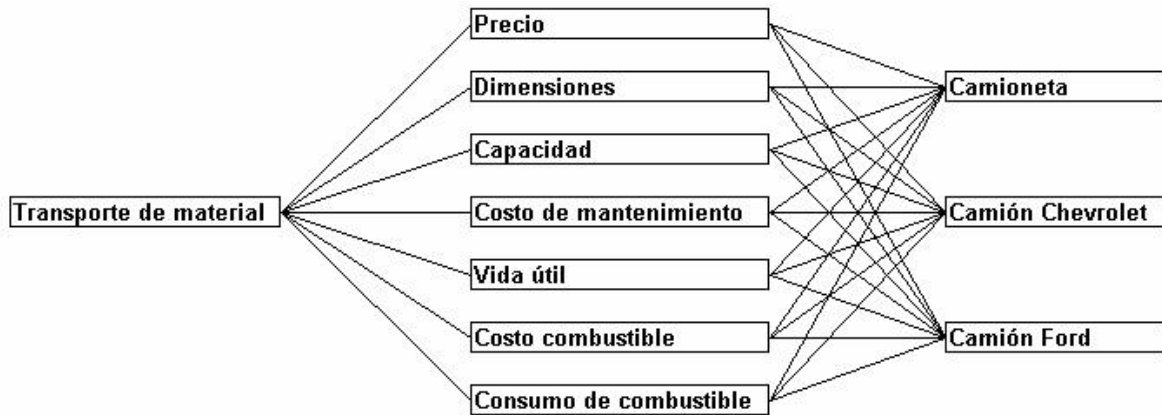 Precio
Dimensiones
Capacidad
Transporte de material
Costo de mantenimiento
Vida útil
Costo combustible
Consumo de combustible
Camioneta
Camión Chevrolet
Camión Ford